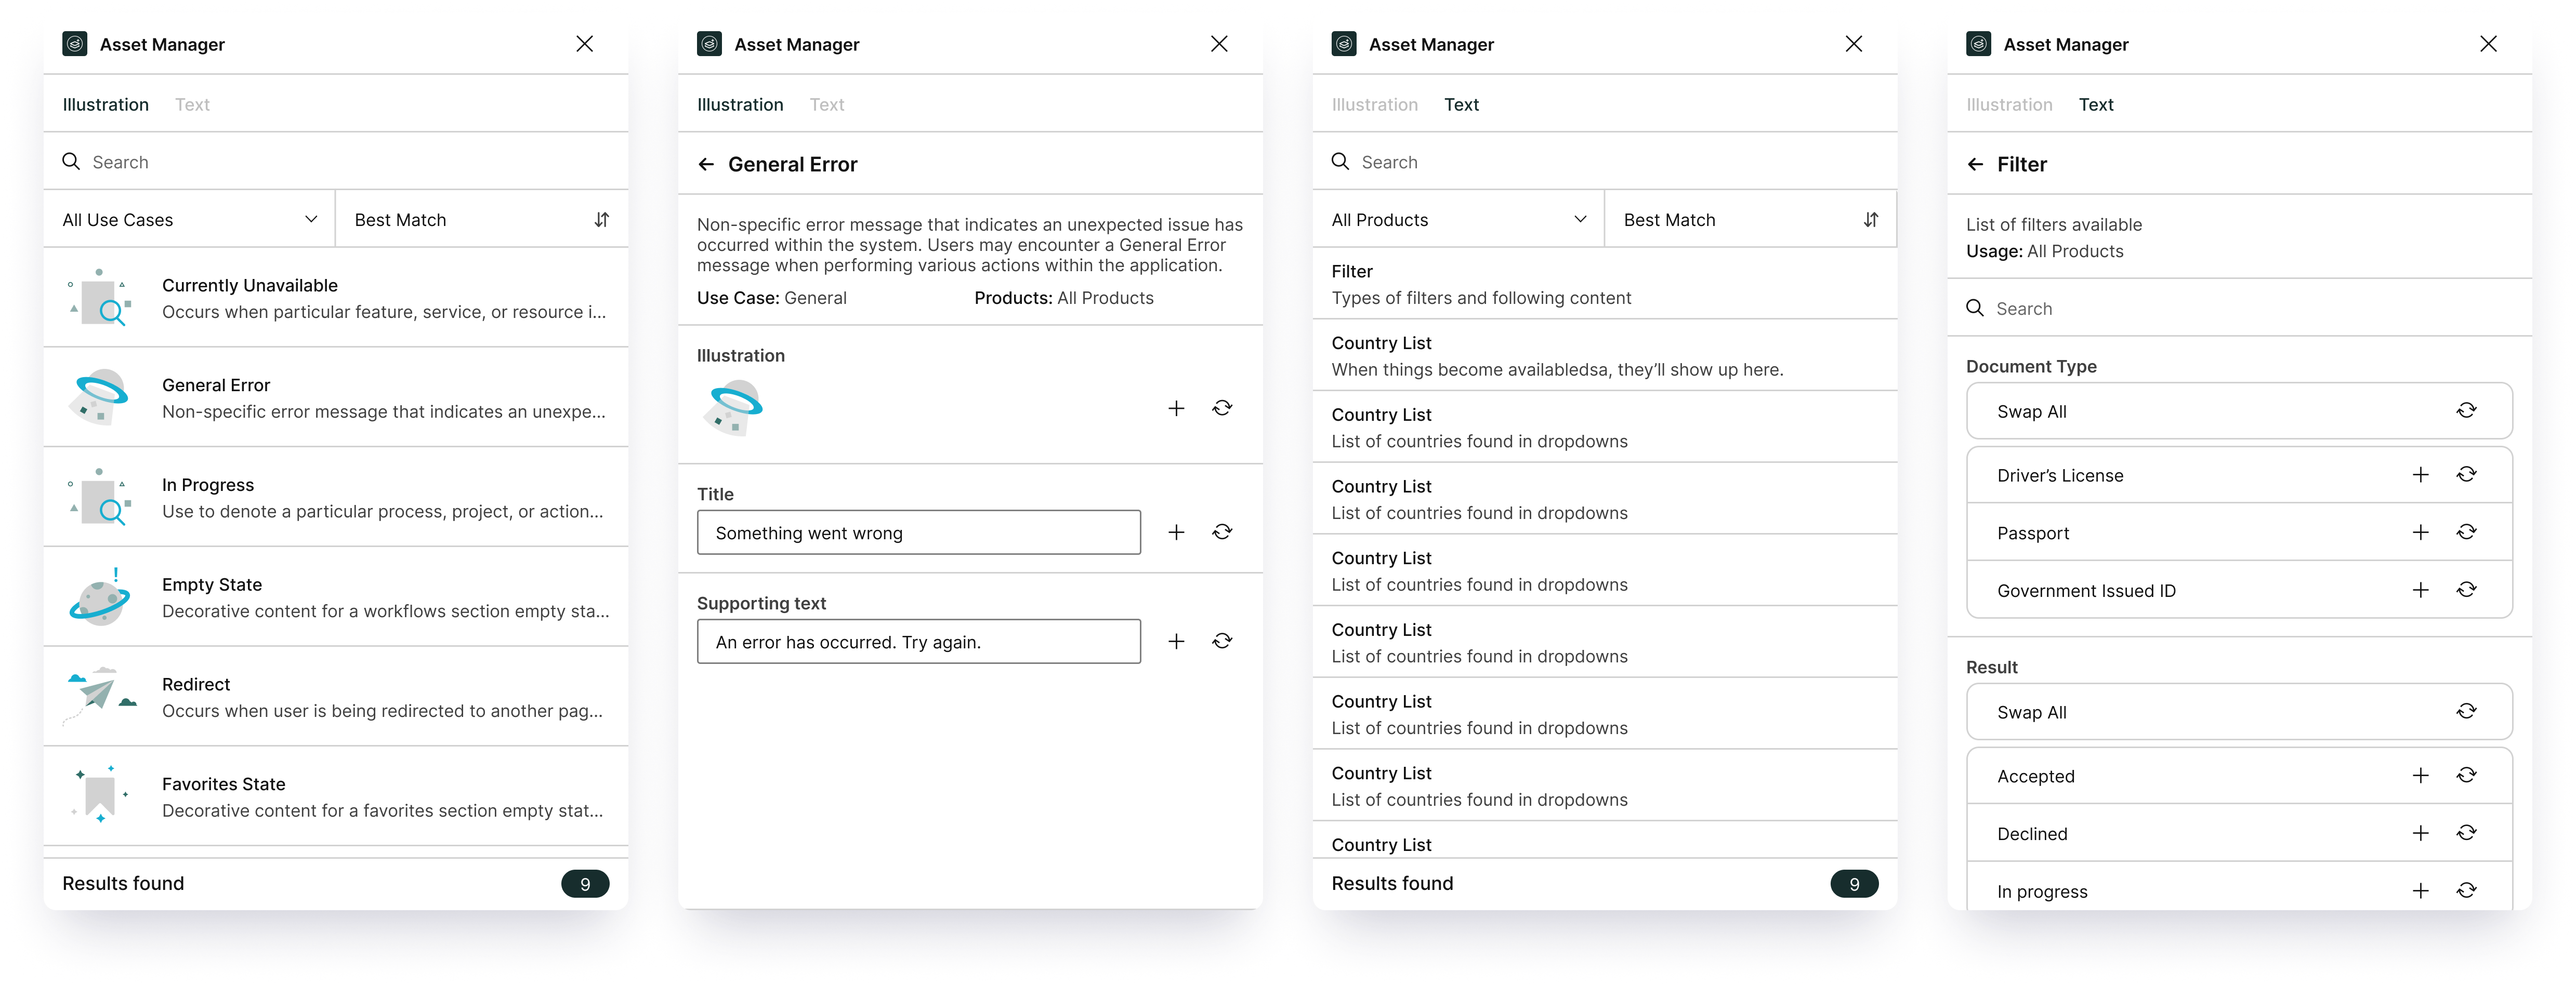 Asset Manager
Illustration Text
Search
All Use Cases Best Match
Currently Unavailable
Occurs when particular feature, service, or resource i...
General Error
Non-specific error message that indicates an unexpe...
In Progress
Use to denote a particular process, project, or action...
Empty State
Decorative content for a workflows section empty sta...
Redirect
Occurs when user is being redirected to another pag...
Favorites State
Decorative content for a favorites section empty stat...
Results found 9
Asset Manager
Illustration Text
General Error
Non-specific error message that indicates an unexpected issue has
occurred within the system. Users may encounter a General Error
message when performing various actions within the application.
Use Case: General Products: All Products
Illustration
Title
Something went wrong
Supporting text
An error has occurred. Try again.
Asset Manager
Illustration Text
Search
All Products Best Match
Filter
Types of filters and following content
Country List
When things become availabledsa, they’ll show up here.
Country List
List of countries found in dropdowns
Country List
List of countries found in dropdowns
Country List
List of countries found in dropdowns
Country List
List of countries found in dropdowns
Country List
List of countries found in dropdowns
Country List
List of countries found in dropdowns
Country List
Results found 9
Asset Manager
Illustration Text
Filter
List of filters available
Usage: All Products
Search
Document Type
Swap All
Driver’s License
Passport
Government Issued ID
Result
Swap All
Accepted
Declined
In progress